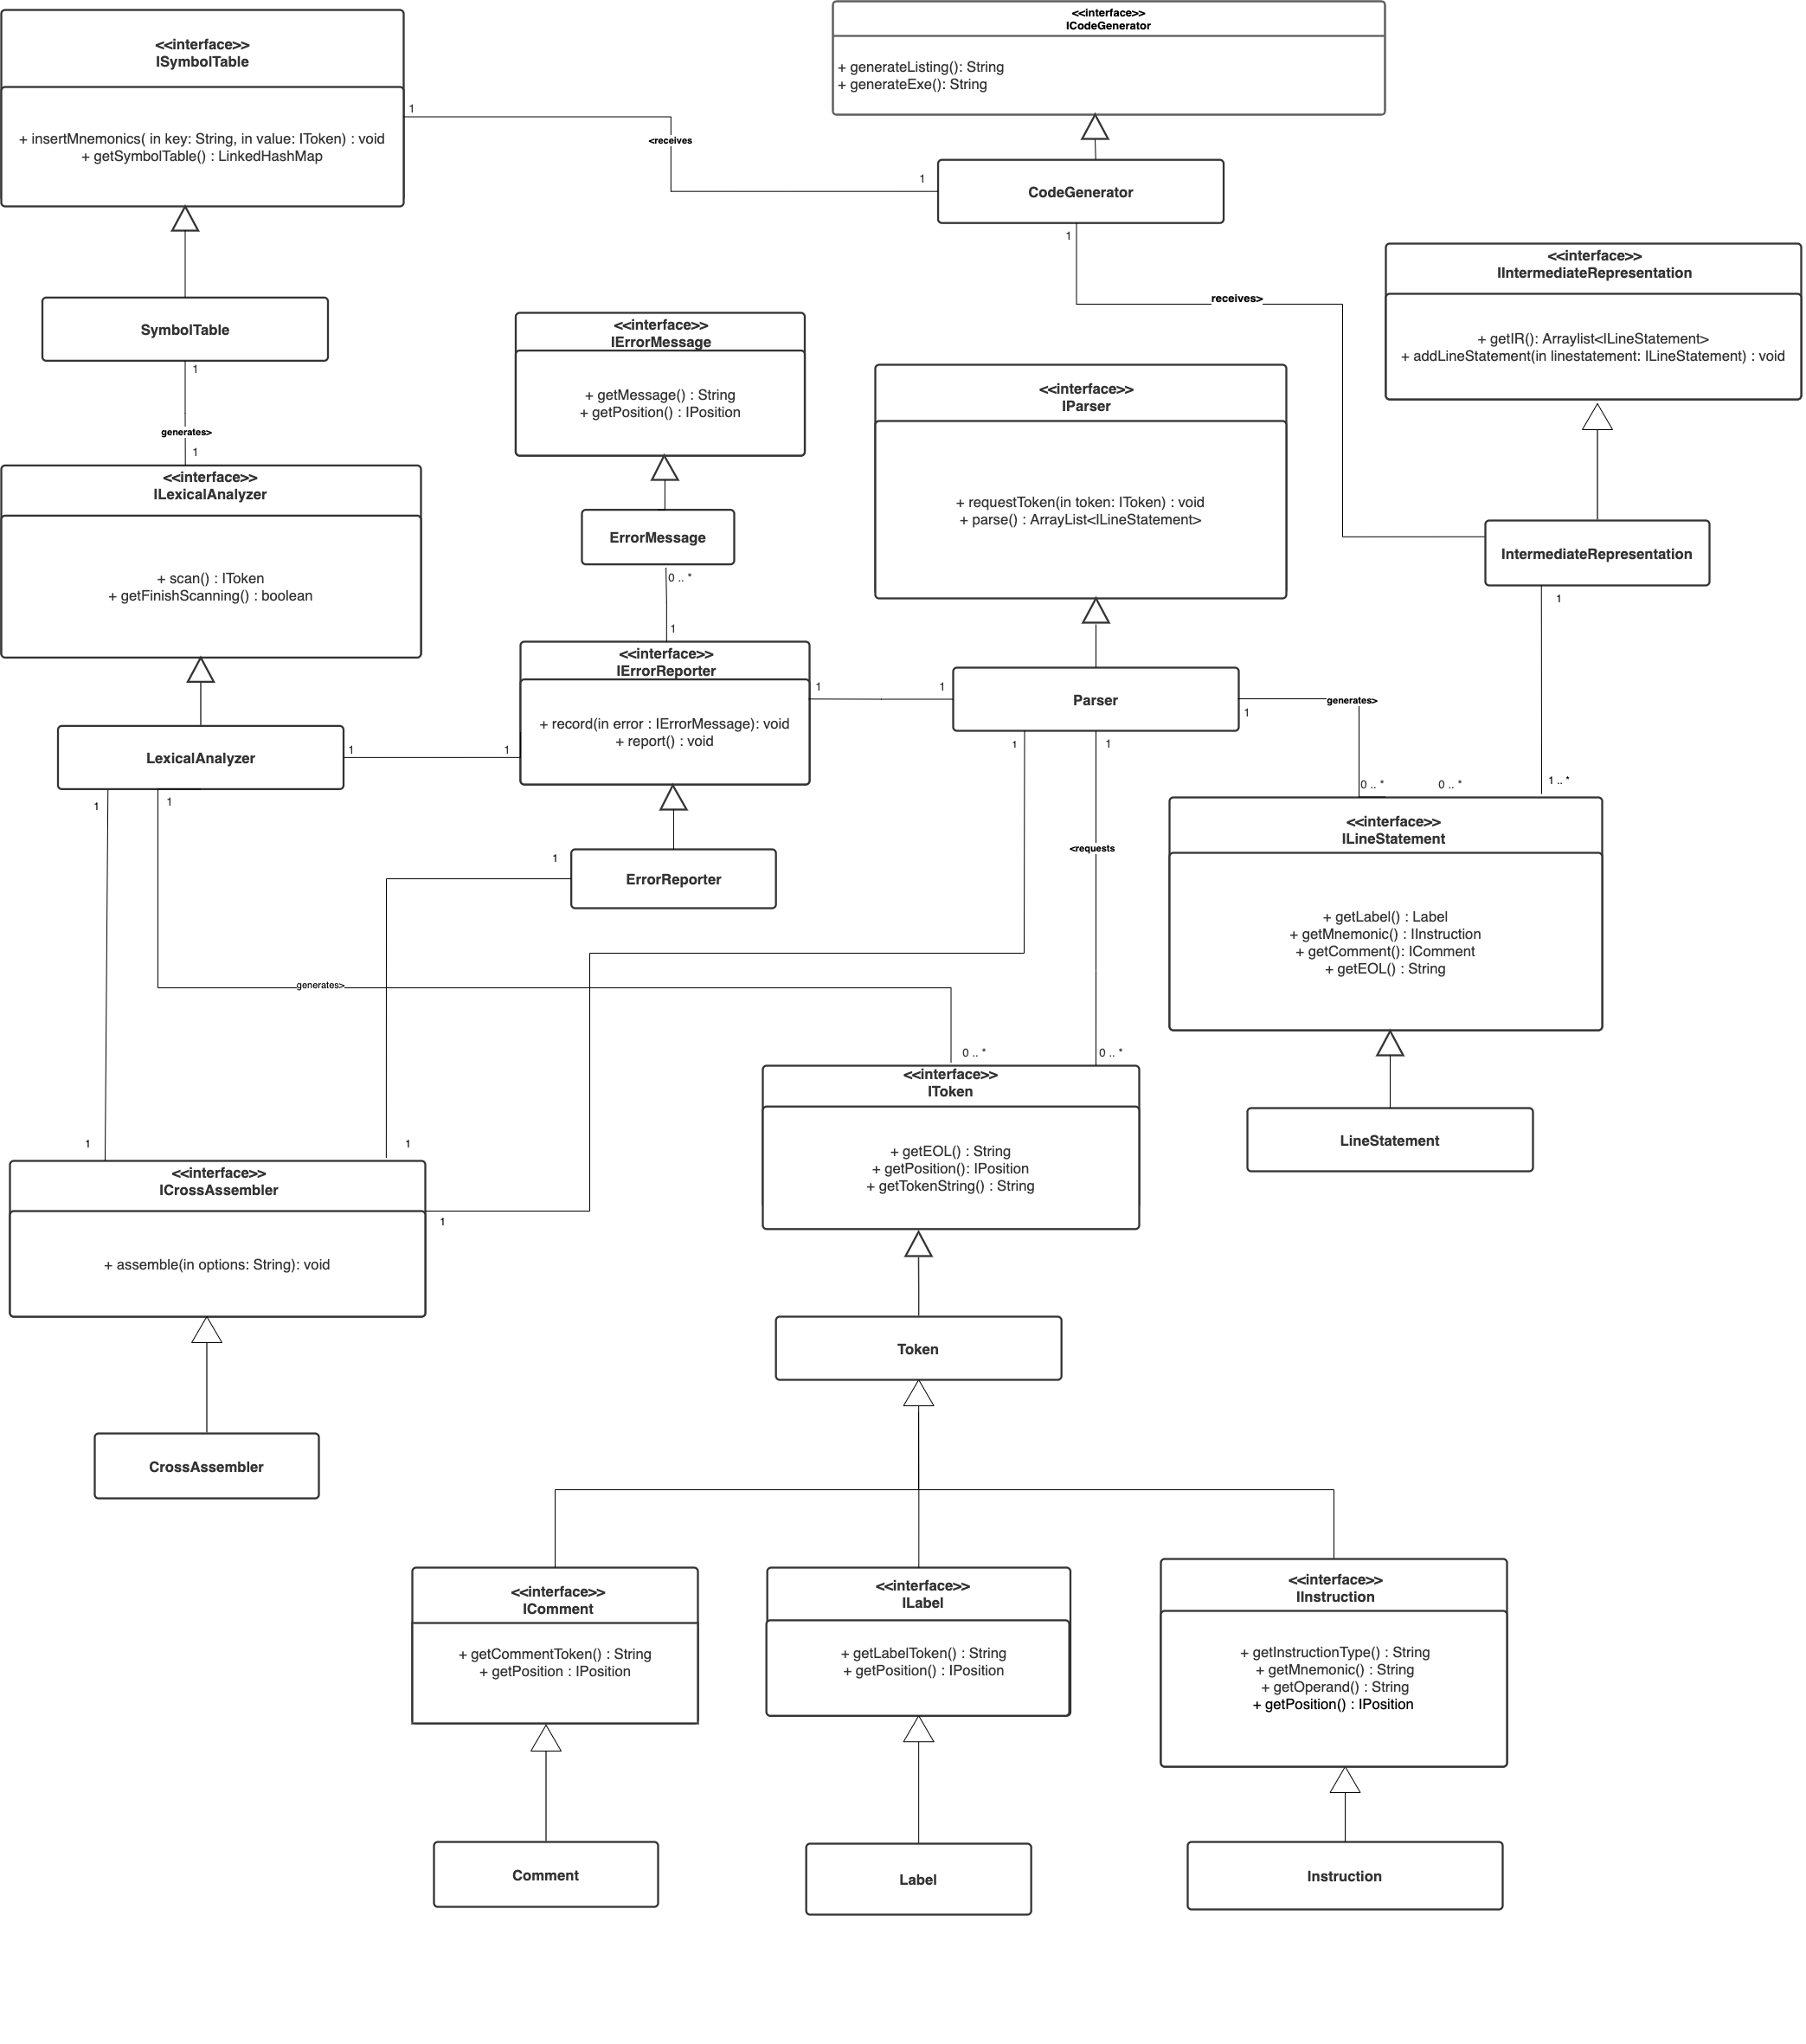 <<interface>>
ISymbolTable
+ insertMnemonics( in key: String, in value: IToken) : void
+ getSymbolTable() : LinkedHashMap
1
<receives
1
<<interface>>
ICodeGenerator
+ generateListing(): String
+ generateExe(): String
CodeGenerator
1
receives>
<<interface>>
IIntermediateRepresentation
+ getIR(): Arraylist<ILineStatement>
+ addLineStatement(in linestatement: ILineStatement) : void
SymbolTable
1
generates>
1
<<interface>>
IErrorMessage
+ getMessage() : String
+ getPosition() : IPosition
<<interface>>
IParser
+ requestToken(in token: IToken) : void
+ parse() : ArrayList<ILineStatement>
<<interface>>
ILexicalAnalyzer
+ scan() : IToken
+ getFinishScanning() : boolean
ErrorMessage
0 .. *
1
IntermediateRepresentation
1
<<interface>>
IErrorReporter
+ record(in error : IErrorMessage): void
+ report() : void
1
1
Parser
1
generates>
1
1
0 .. *
0 .. *
1 .. *
LexicalAnalyzer
1
1
1
1
ErrorReporter
1
<requests
<<interface>>
ILineStatement
+ getLabel() : Label
+ getMnemonic() : IInstruction
+ getComment(): IComment
+ getEOL() : String
generates>
0 .. *
0 .. *
<<interface>>
IToken
+ getEOL() : String
+ getPosition(): IPosition
+ getTokenString() : String
LineStatement
1
1
<<interface>>
ICrossAssembler
1
+ assemble(in options: String): void
Token
CrossAssembler
<<interface>>
IComment
+ getCommentToken() : String
+ getPosition : IPosition
<<interface>>
ILabel
+ getLabelToken() : String
+ getPosition() : IPosition
<<interface>>
IInstruction
+ getInstructionType() : String
+ getMnemonic() : String
+ getOperand() : String
+ getPosition() : IPosition
Comment
Label
Instruction